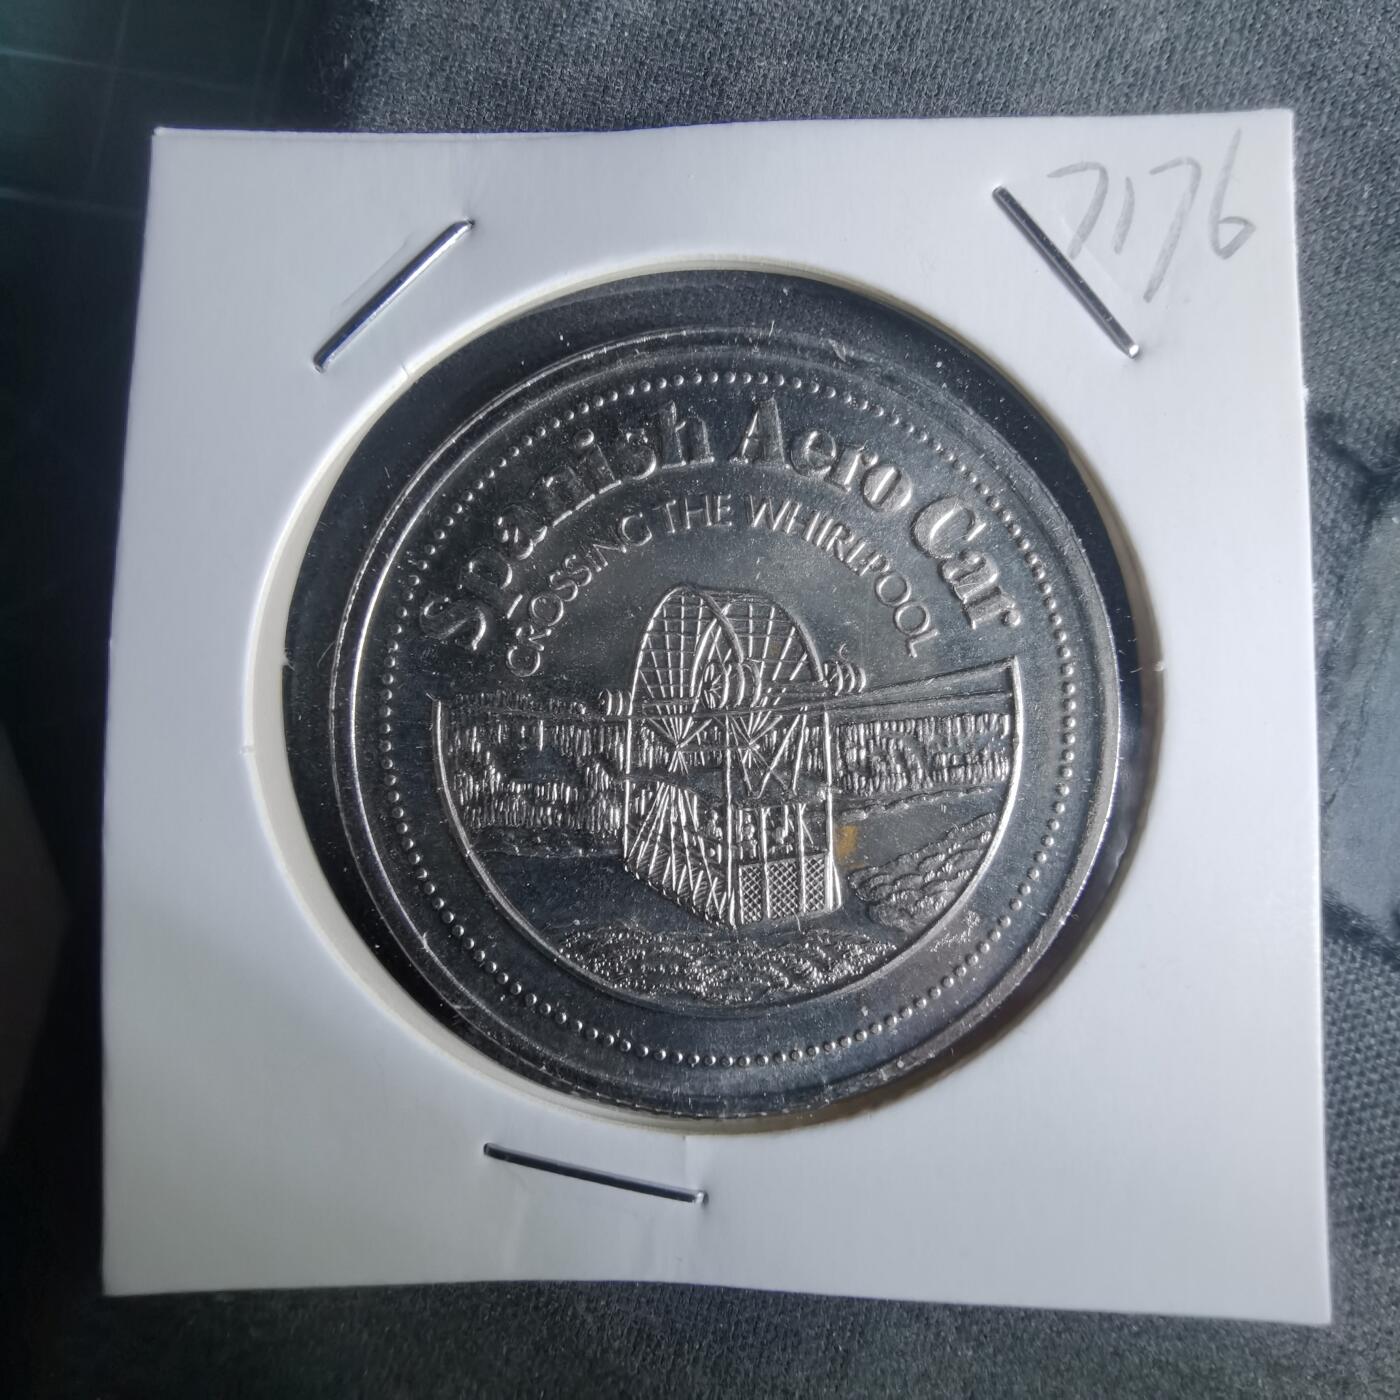 7176
Spanish Aero Car
CROSSING THE WHIRLPOOL